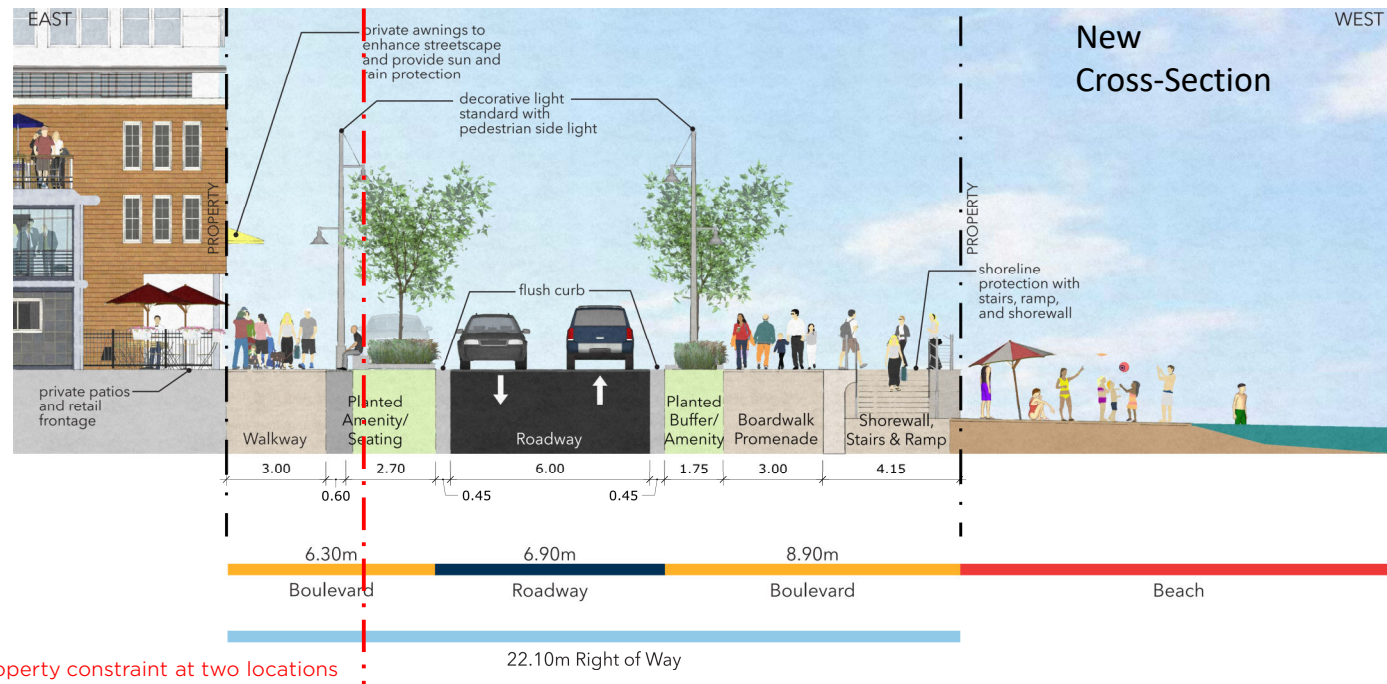 EAST
WEST
New
Cross-Section
private awnings to
enhance streetscape
and provide sun and
rain protection
decorative light
standard with
pedestrian side light
PROPERTY
PROPERTY
shoreline
protection with
stairs, ramp,
and shorewall
flush curb
private patios
and retail
frontage
Walkway
Planted
Amenity/
Seating
Roadway
Planted
Buffer/
Amenity
Boardwalk
Promenade
Shorewall,
Stairs & Ramp
3.00
0.60
2.70
0.45
6.00
0.45
1.75
3.00
4.15
6.30m
6.90m
8.90m
Boulevard
Roadway
Boulevard
Beach
22.10m Right of Way
operty constraint at two locations